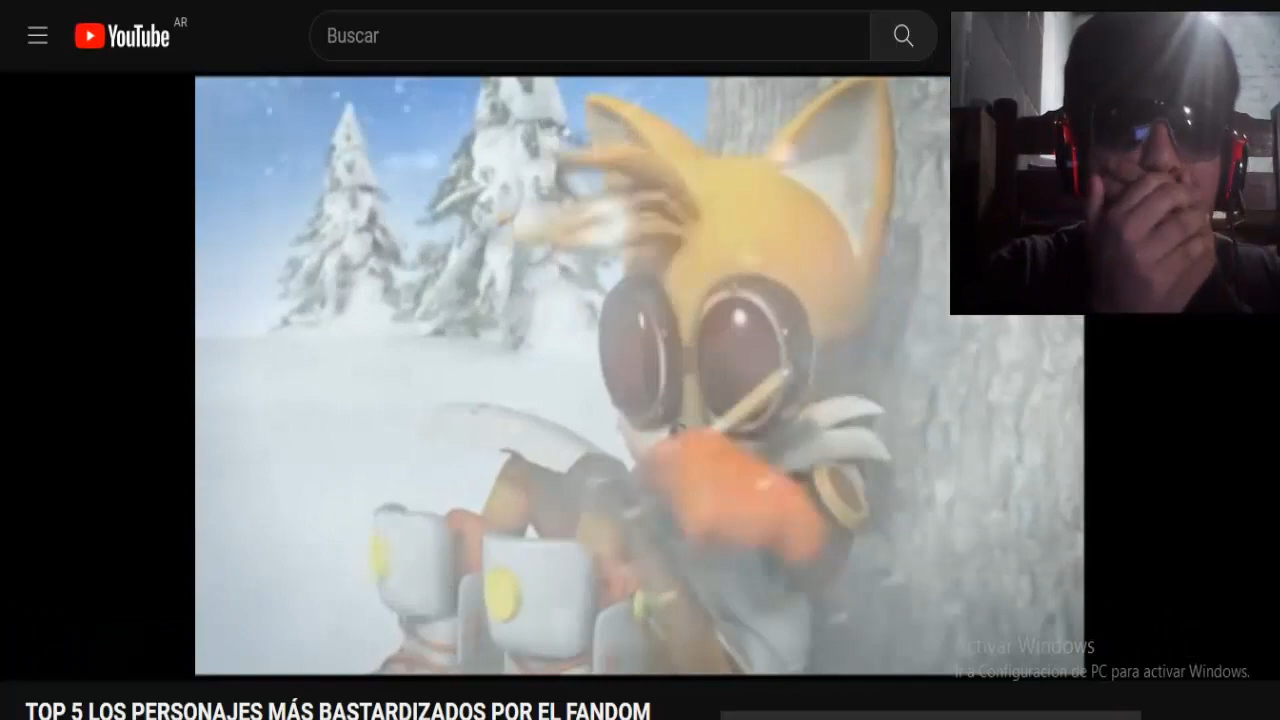 YouTube
AR
Buscar
Activar Windows
Ir a Configuración de PC para activar Windows.
TOP 5 LOS PERSONAJES MÁS BASTARDIZADOS POR EL FANDOM